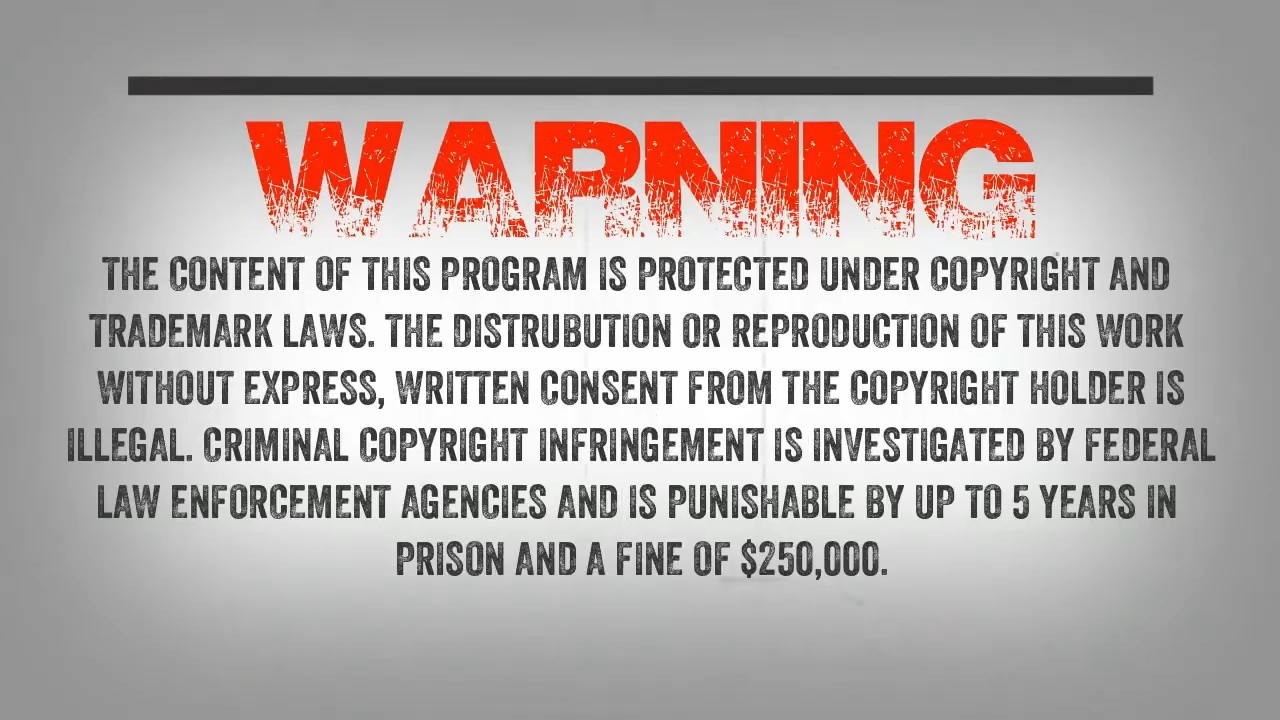 WARNING
THE CONTENT OF THIS PROGRAM IS PROTECTED UNDER COPYRIGHT AND
TRADEMARK LAWS. THE DISTRUBUTION OR REPRODUCTION OF THIS WORK
WITHOUT EXPRESS, WRITTEN CONSENT FROM THE COPYRIGHT HOLDER IS
ILLEGAL. CRIMINAL COPYRIGHT INFRINGEMENT IS INVESTIGATED BY FEDERAL
LAW ENFORCEMENT AGENCIES AND IS PUNISHABLE BY UP TO 5 YEARS IN
PRISON AND A FINE OF $250,000.